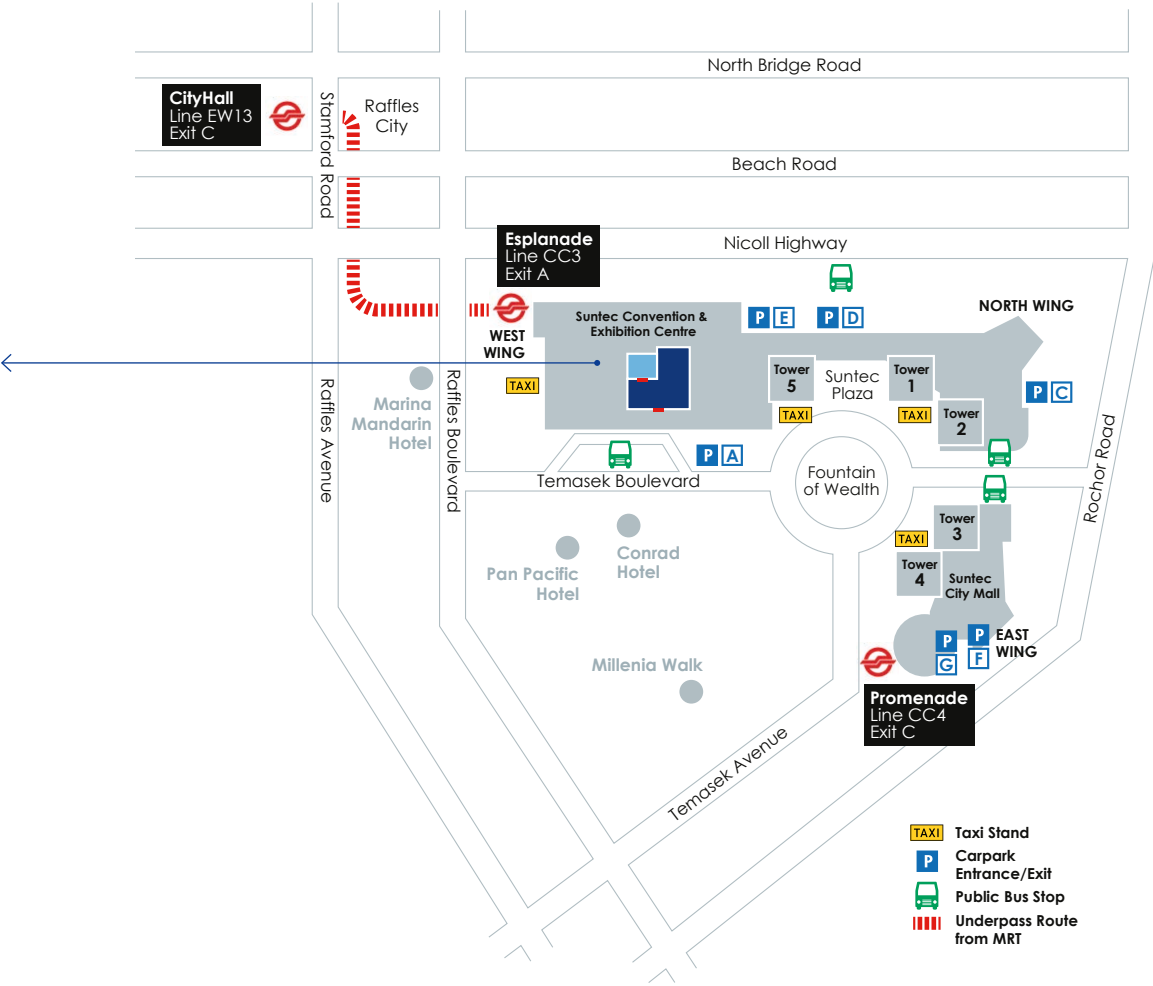 North Bridge Road
CityHall
Line EW13
Exit C
Stamford Road
Raffles
City
Beach Road
Nicoll Highway
Esplanade
Line CC3
Exit A
WEST
WING
Suntec Convention &
Exhibition Centre
P E
P D
NORTH WING
TAXI
Tower
5
Suntec
Plaza
Tower
1
P C
TAXI
TAXI
Tower
2
Marina
Mandarin
Hotel
Raffles Avenue
Raffles Boulevard
P A
Temasek Boulevard
Fountain
of Wealth
Rochor Road
Conrad
Hotel
Pan Pacific
Hotel
TAXI
Tower
3
Tower
4
Suntec
City Mall
P
G
P
F
EAST
WING
Millenia Walk
Promenade
Line CC4
Exit C
Temasek Avenue
TAXI Taxi Stand
P Carpark
Entrance/Exit
Public Bus Stop
Underpass Route
from MRT